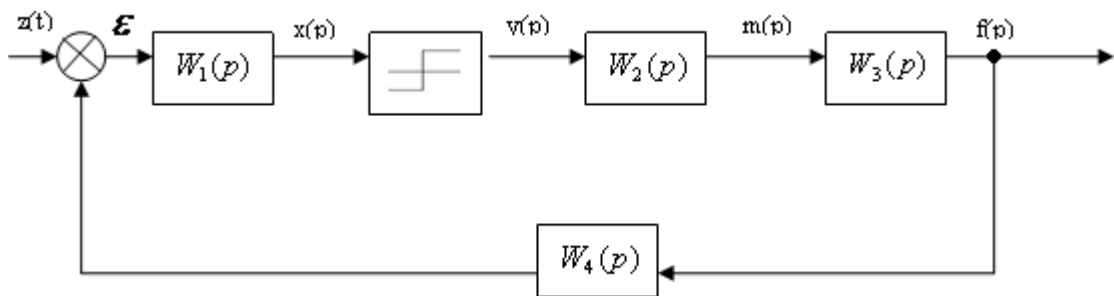 z(t)
ε
W₁(p)
x(p)
v(p)
W₂(p)
m(p)
W₃(p)
f(p)
W₄(p)